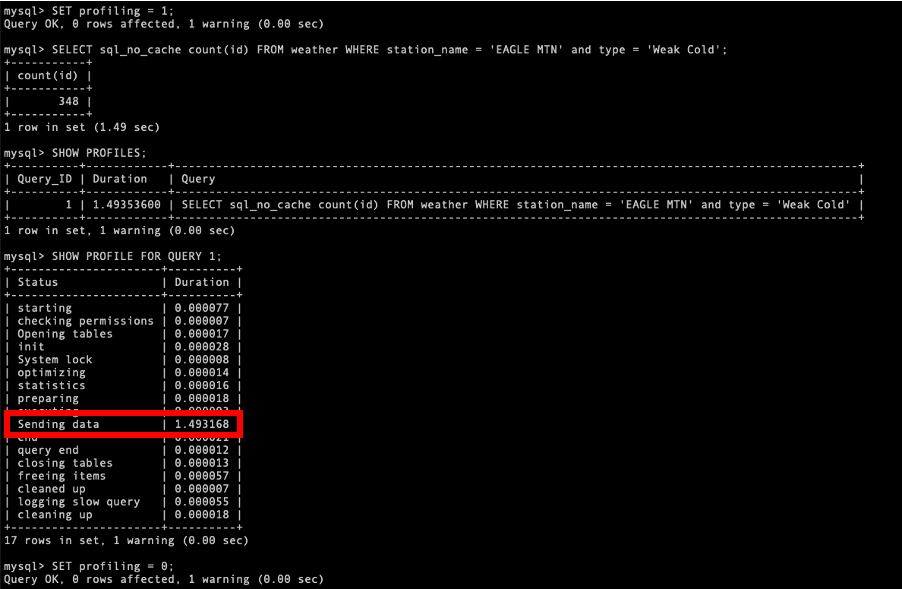 mysql> SET profiling = 1;
Query OK, 0 rows affected, 1 warning (0.00 sec)
mysql> SELECT sql_no_cache count(id) FROM weather WHERE station_name = 'EAGLE MTN' and type = 'Weak Cold';
+-----------+
| count(id) |
+-----------+
| 348 |
+-----------+
1 row in set (1.49 sec)
mysql> SHOW PROFILES;
+----------+------------+---------------------------------------------------------------------------------------+
| Query_ID | Duration | Query |
+----------+------------+---------------------------------------------------------------------------------------+
| 1 | 1.49353600 | SELECT sql_no_cache count(id) FROM weather WHERE station_name = 'EAGLE MTN' and type = 'Weak Cold' |
+----------+------------+---------------------------------------------------------------------------------------+
1 row in set, 1 warning (0.00 sec)
mysql> SHOW PROFILE FOR QUERY 1;
+----------------------+----------+
| Status | Duration |
+----------------------+----------+
| starting | 0.000077 |
| checking permissions | 0.000007 |
| Opening tables | 0.000017 |
| init | 0.000028 |
| System lock | 0.000008 |
| optimizing | 0.000014 |
| statistics | 0.000016 |
| preparing | 0.000018 |
| Sending data | 1.493168 |
| end | 0.000021 |
| query end | 0.000012 |
| closing tables | 0.000013 |
| freeing items | 0.000057 |
| cleaned up | 0.000007 |
| logging slow query | 0.000055 |
| cleaning up | 0.000018 |
+----------------------+----------+
17 rows in set, 1 warning (0.00 sec)
mysql> SET profiling = 0;
Query OK, 0 rows affected, 1 warning (0.00 sec)